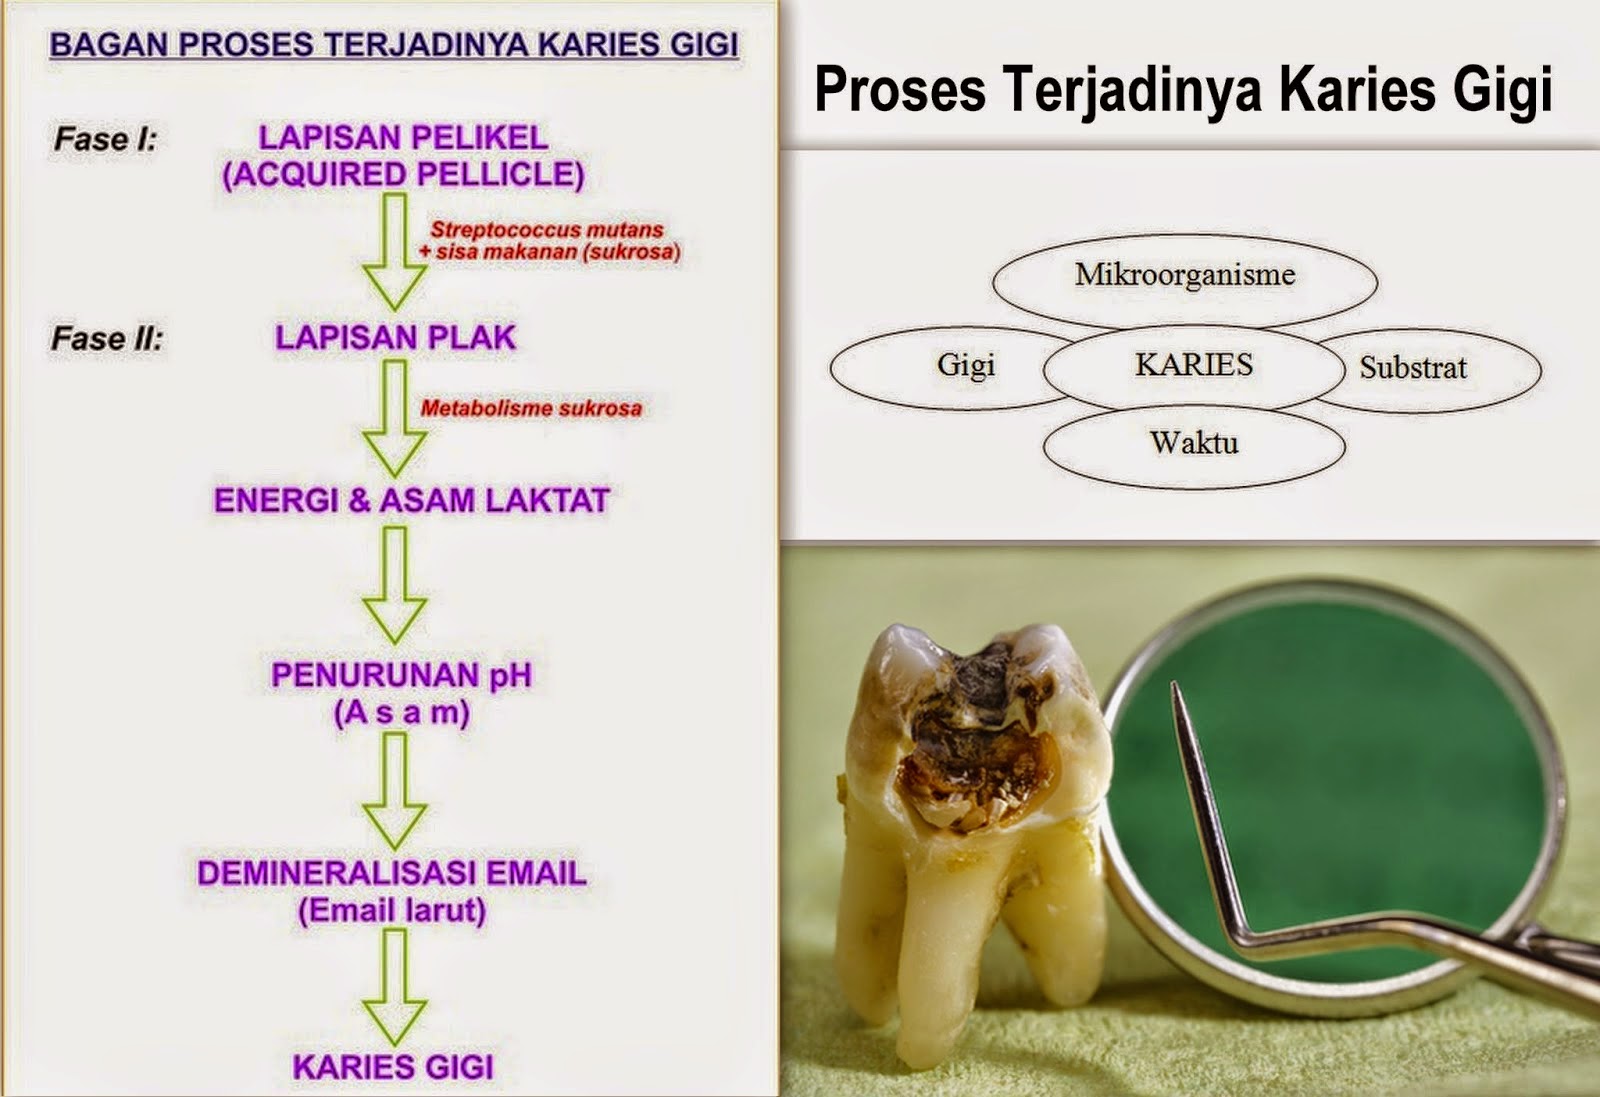 BAGAN PROSES TERJADINYA KARIES GIGI
Fase I:
LAPISAN PELIKEL
(ACQUIRED PELLICLE)
Streptococcus mutans
+ sisa makanan (sukrosa)
Fase II:
LAPISAN PLAK
Metabolisme sukrosa
ENERGI & ASAM LAKTAT
PENURUNAN pH
(A s a m)
DEMINERALISASI EMAIL
(Email larut)
KARIES GIGI
Proses Terjadinya Karies Gigi
Mikroorganisme
Gigi
KARIES
Substrat
Waktu